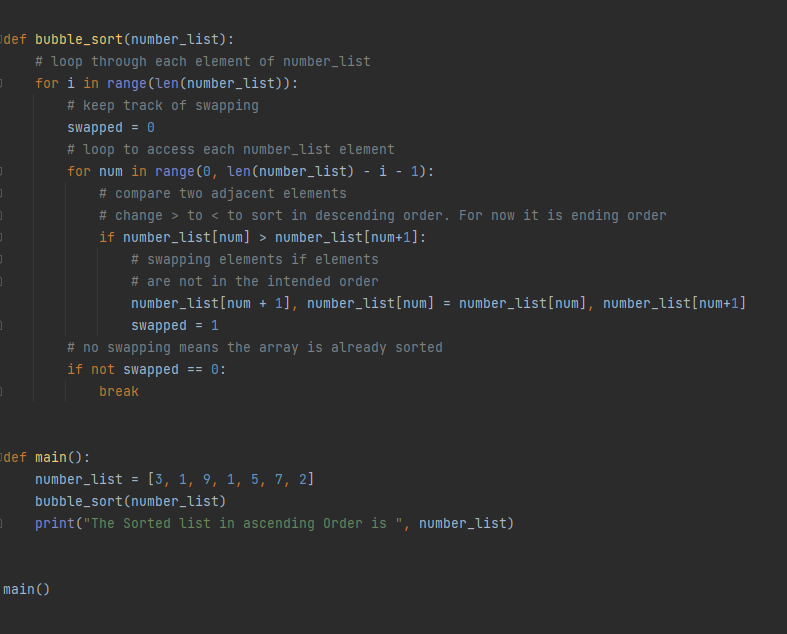 def bubble_sort(number_list):
    # loop through each element of number_list
    for i in range(len(number_list)):
        # keep track of swapping
        swapped = 0
        # loop to access each number_list element
        for num in range(0, len(number_list) - i - 1):
            # compare two adjacent elements
            # change > to < to sort in descending order. For now it is ending order
            if number_list[num] > number_list[num+1]:
                # swapping elements if elements
                # are not in the intended order
                number_list[num + 1], number_list[num] = number_list[num], number_list[num+1]
                swapped = 1
        # no swapping means the array is already sorted
        if not swapped == 0:
            break
def main():
    number_list = [3, 1, 9, 1, 5, 7, 2]
    bubble_sort(number_list)
    print("The Sorted list in ascending Order is ", number_list)
main()